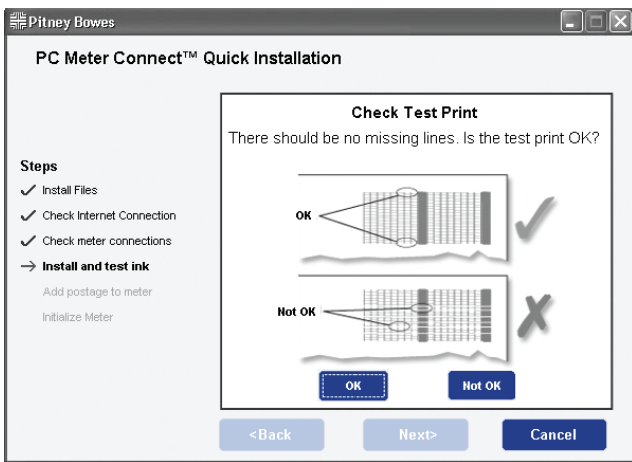 Pitney Bowes
PC Meter Connect™ Quick Installation
Steps
Install Files
Check Internet Connection
Check meter connections
Install and test ink
Add postage to meter
Initialize Meter
Check Test Print
There should be no missing lines. Is the test print OK?
OK
Not OK
OK
Not OK
<Back
Next>
Cancel